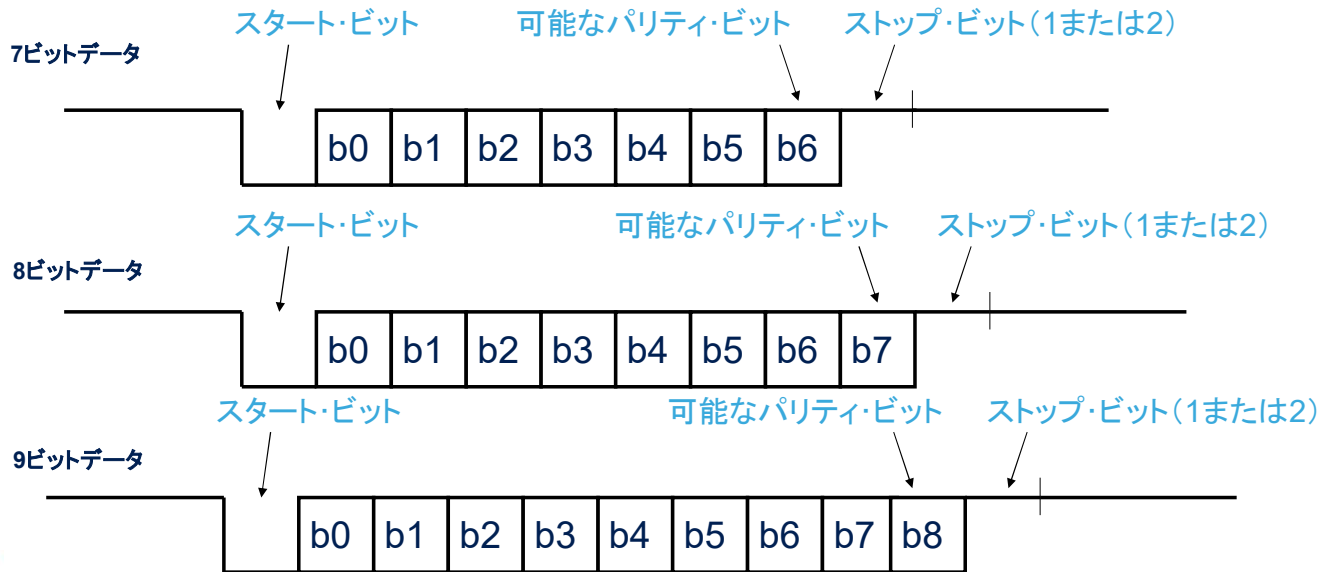 スタート・ビット 可能なパリティ・ビット ストップ・ビット(1または2)
7ビットデータ
b0 b1 b2 b3 b4 b5 b6
スタート・ビット 可能なパリティ・ビット ストップ・ビット(1または2)
8ビットデータ
b0 b1 b2 b3 b4 b5 b6 b7
スタート・ビット 可能なパリティ・ビット ストップ・ビット(1または2)
9ビットデータ
b0 b1 b2 b3 b4 b5 b6 b7 b8